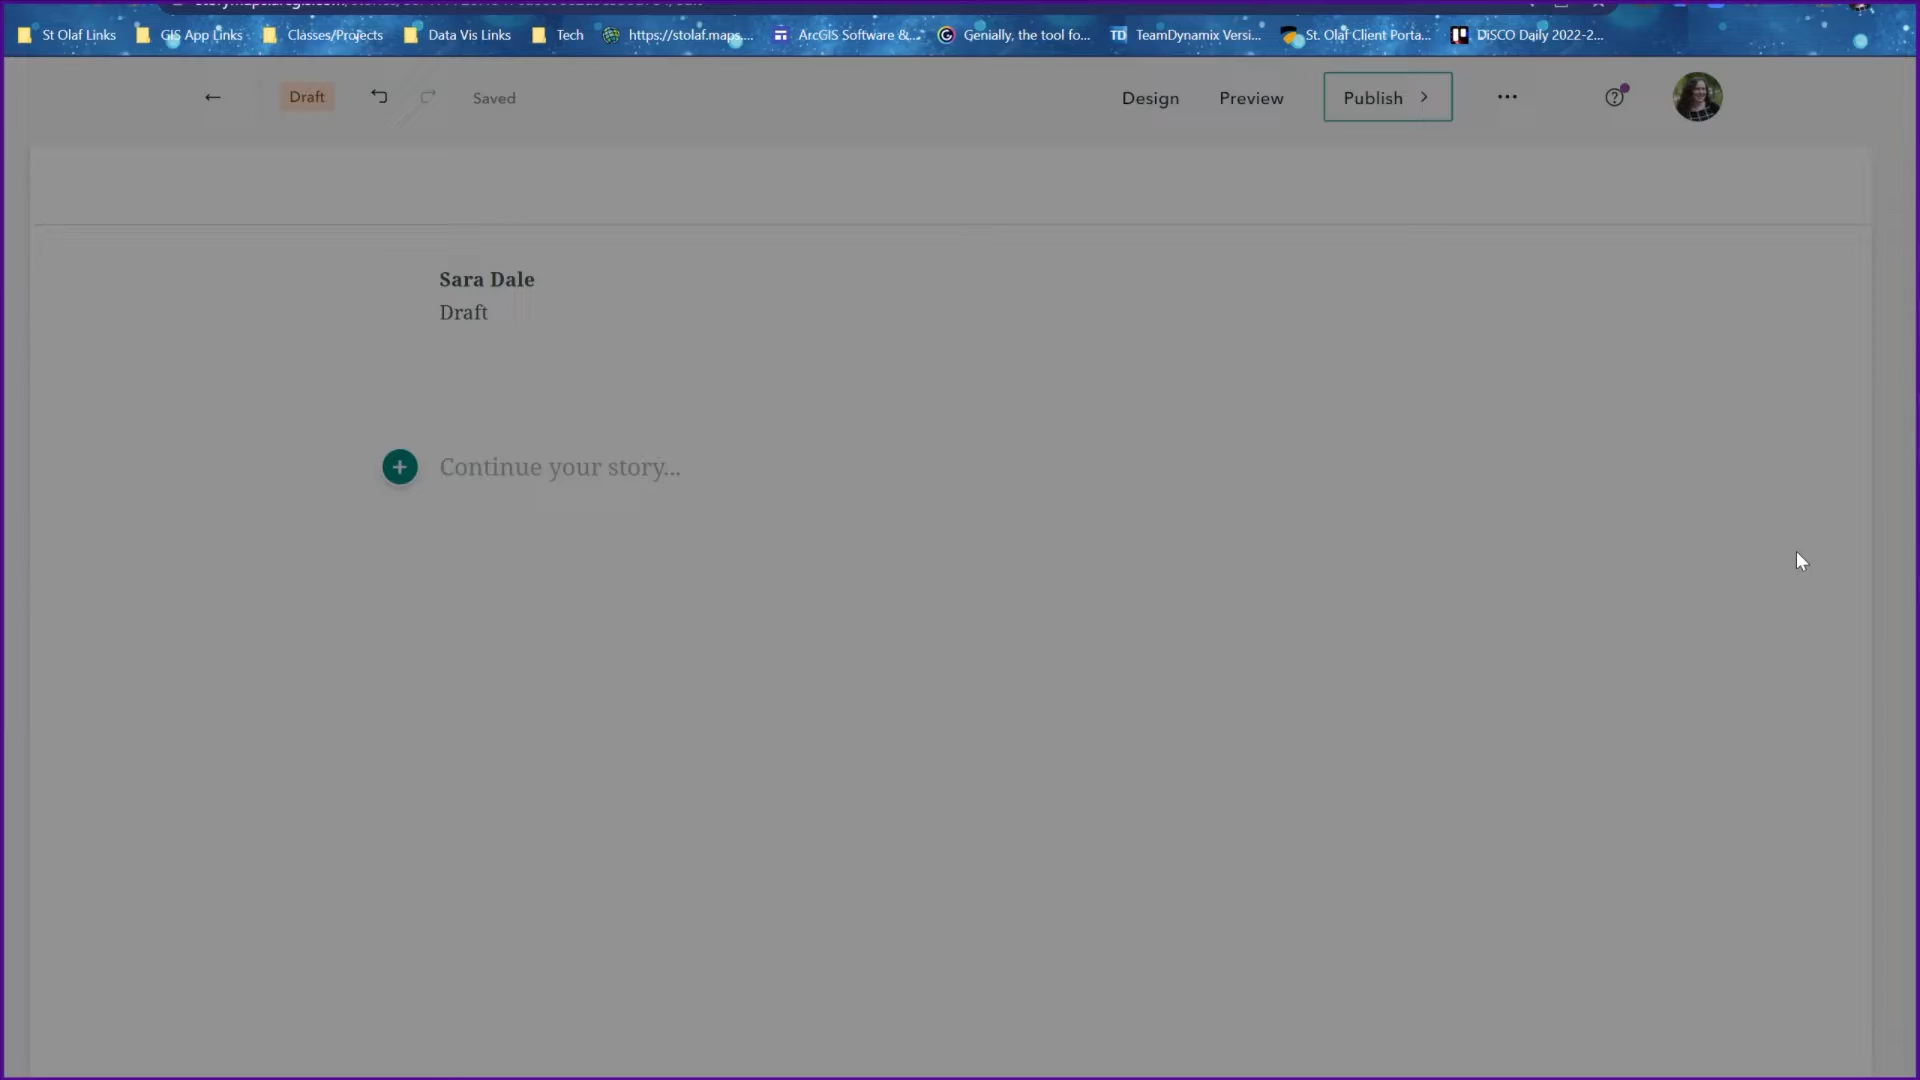 St Olaf Links GIS App Links Classes/Projects Data Vis Links Tech https://stolaf.maps.... ArcGIS Software &... Genially, the tool fo... TD TeamDynamix Versi... St. Olaf Client Porta... DiSCO Daily 2022-2...
← Draft Saved Design Preview Publish > ... ?
Sara Dale
Draft
+ Continue your story...